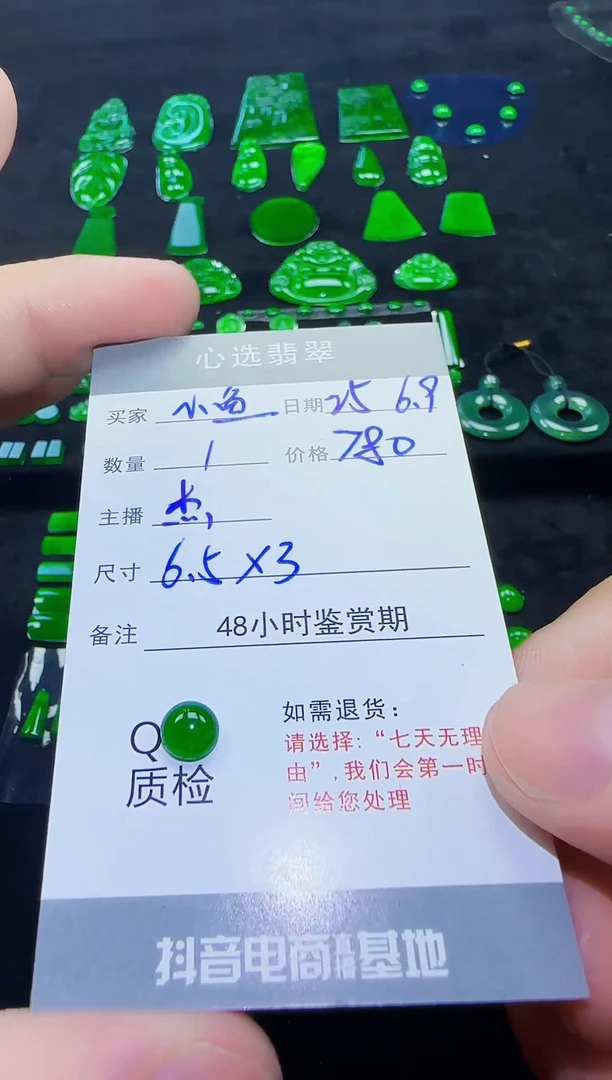 心选翡翠
买家 小鱼 日期 25 6.9
数量 1 价格 780
主播 杰
尺寸 6.5×3
备注 48小时鉴赏期
Q
质检
如需退货：
请选择：“七天无理
由”，我们会第一时
间给您处理
抖音电商直播基地